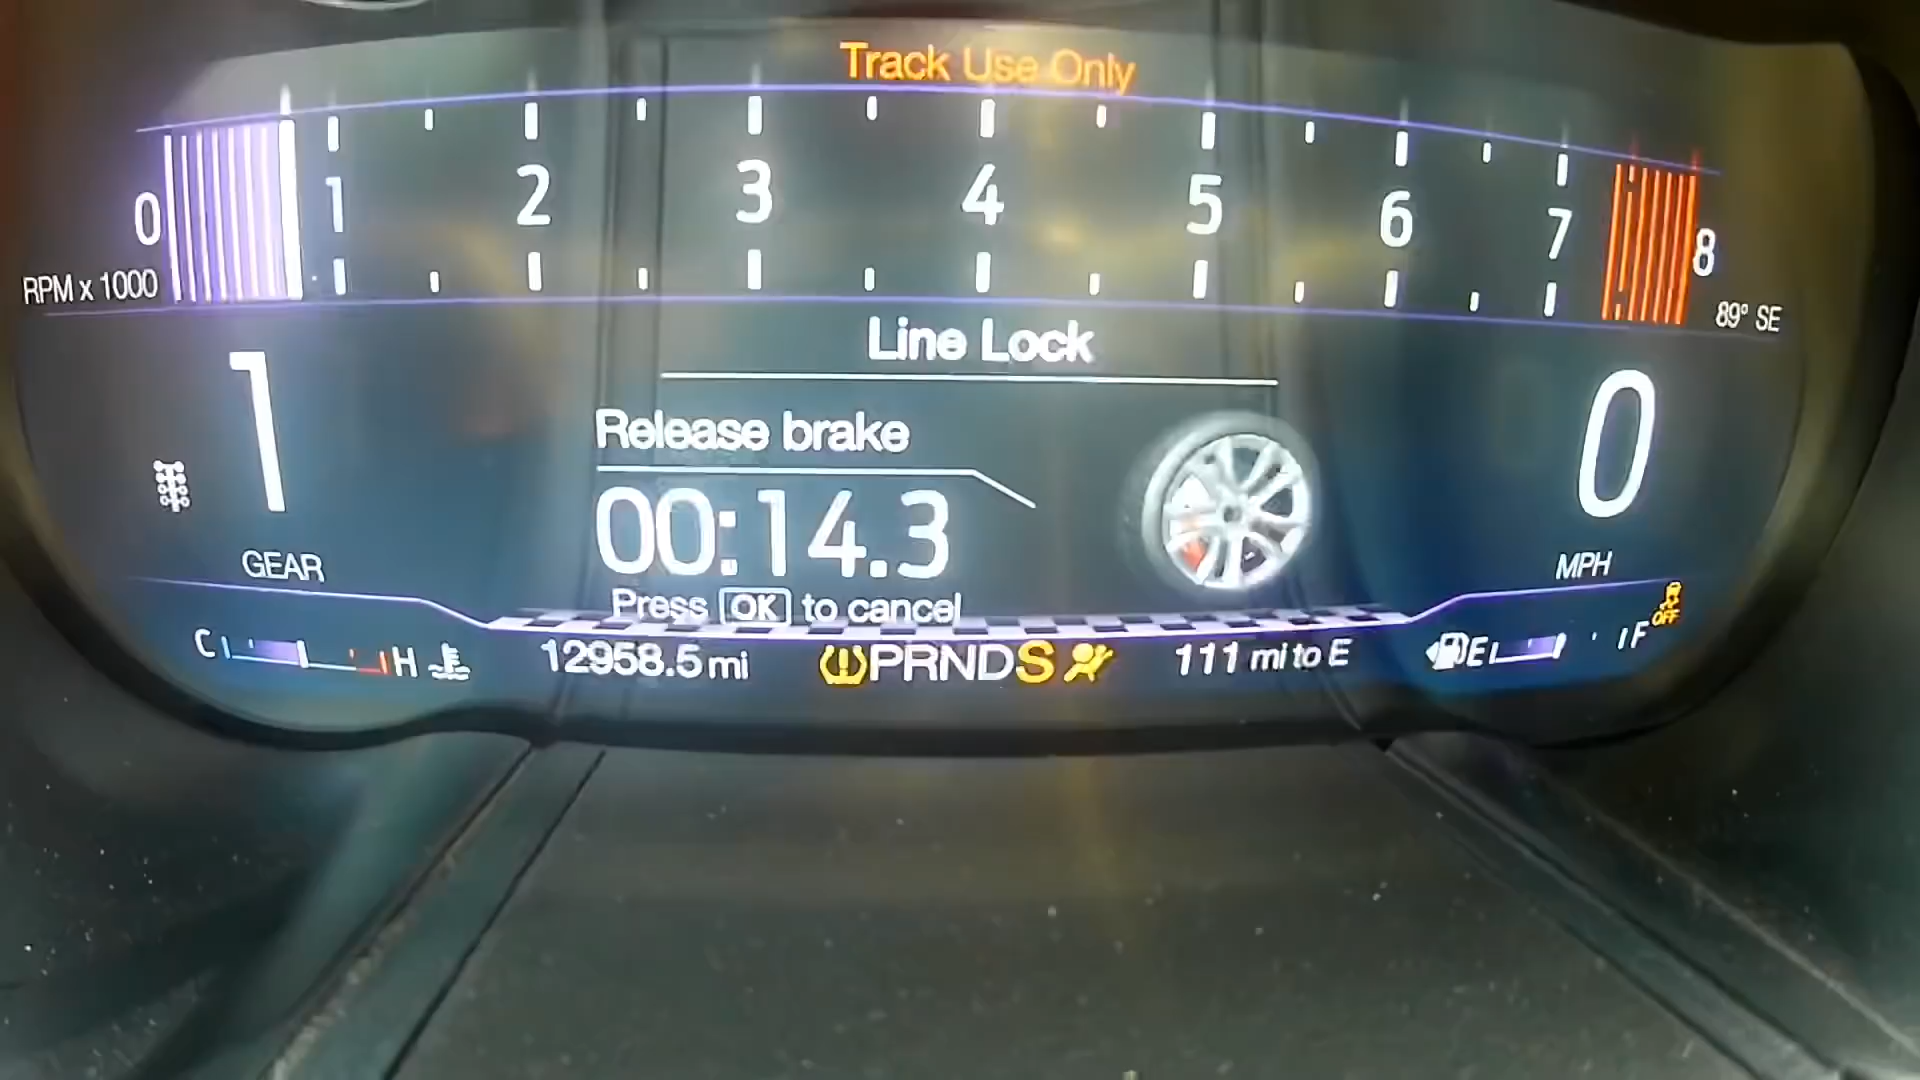 Track Use Only
0 1 2 3 4 5 6 7 8
RPM x 1000
89° SE
Line Lock
1
GEAR
Release brake
00:14.3
Press OK to cancel
0
MPH
OFF
C H
12958.5 mi
PRNDS
111 mi to E
E F